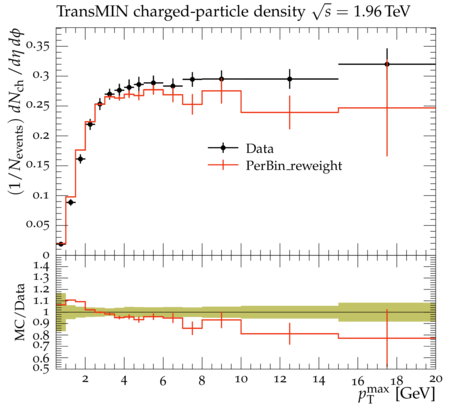 TransMIN charged-particle density √s = 1.96 TeV
(1/N_events) dN_ch/dη dϕ
0.35
0.3
0.25
0.2
0.15
0.1
0.05
0
Data
PerBin_reweight
MC/Data
1.4
1.3
1.2
1.1
1
0.9
0.8
0.7
0.6
0.5
2 4 6 8 10 12 14 16 18 20
p_T^max [GeV]